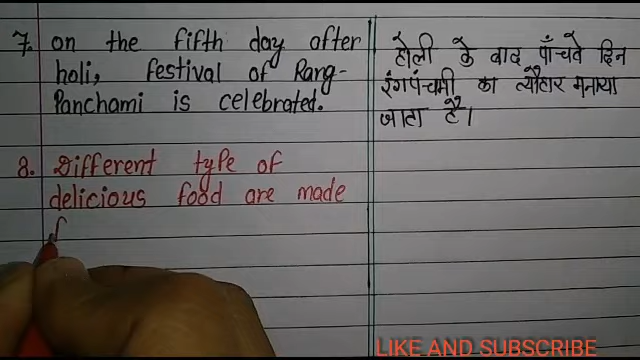 7. on the fifth day after
holi, festival of Rang-
Panchami is celebrated.
होली के बाद पाँचवे दिन
रंगपंचमी का त्यौहार मनाया
जाता है।
8. Different type of
delicious food are made
LIKE AND SUBSCRIBE